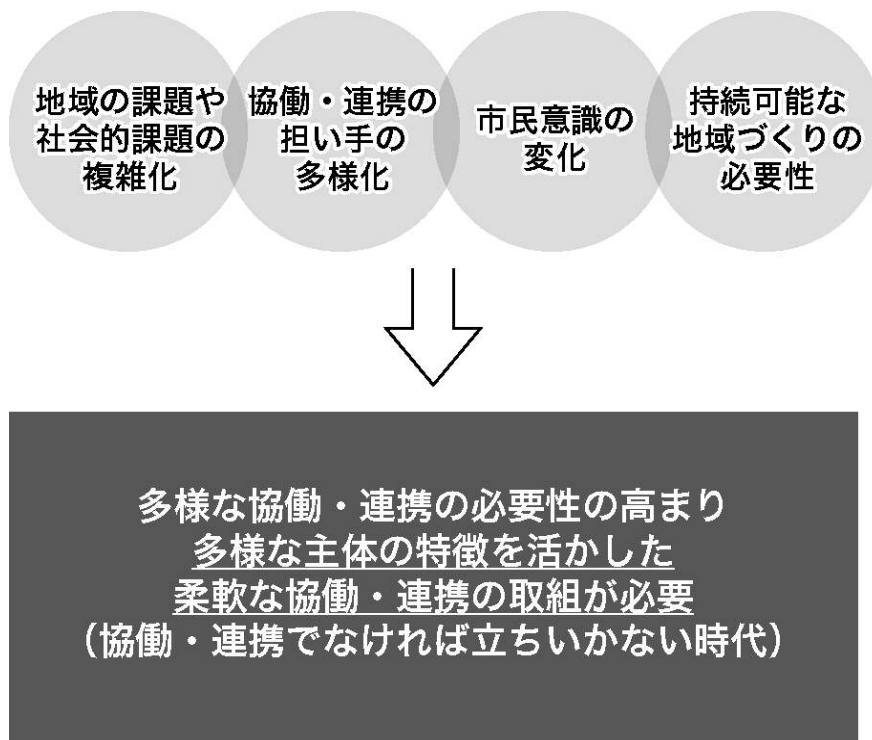 地域の課題や
社会的課題の
複雑化
協働・連携の
担い手の
多様化
市民意識の
変化
持続可能な
地域づくりの
必要性
多様な協働・連携の必要性の高まり
多様な主体の特徴を活かした
柔軟な協働・連携の取組が必要
（協働・連携でなければ立ちいかない時代）